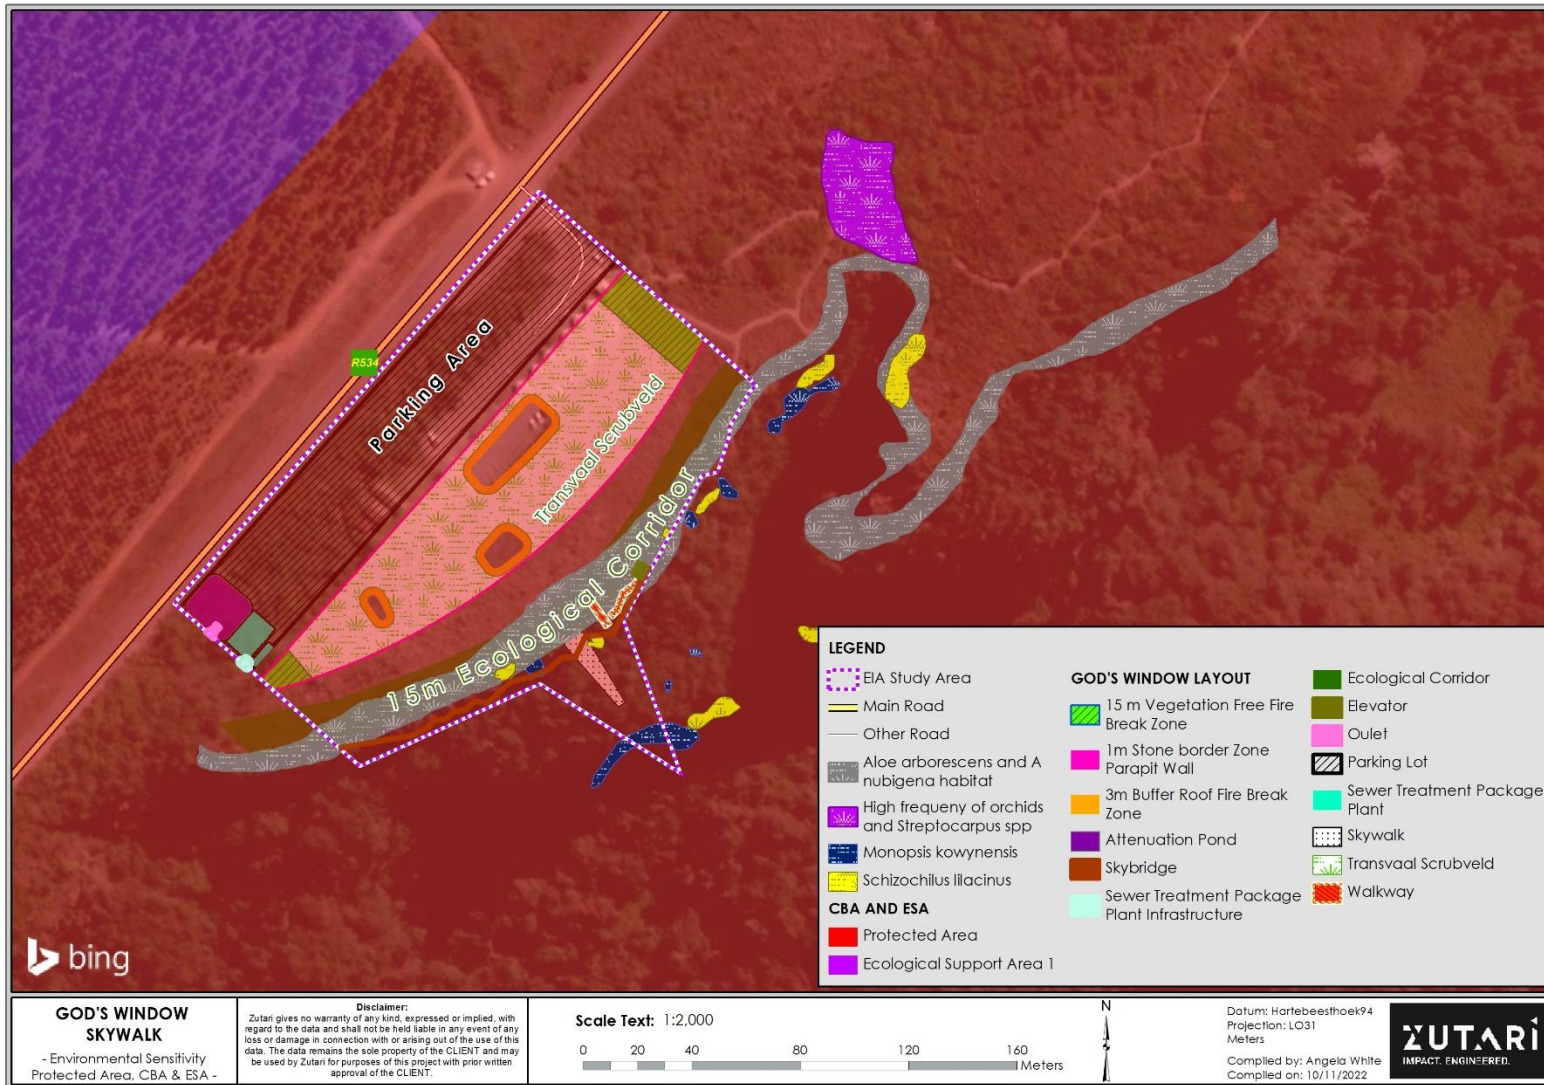 R534
Parking Area
Transvaal Scrubveld
15m Ecological Corridor
bing
LEGEND
EIA Study Area
Main Road
Other Road
Aloe arborescens and A
nubigena habitat
High frequeny of orchids
and Streptocarpus spp
Monopsis kowynensis
Schizochilus lilacinus
CBA AND ESA
Protected Area
Ecological Support Area 1
GOD'S WINDOW LAYOUT
15 m Vegetation Free Fire
Break Zone
1m Stone border Zone
Parapit Wall
3m Buffer Roof Fire Break
Zone
Attenuation Pond
Skybridge
Sewer Treatment Package
Plant Infrastructure
Ecological Corridor
Elevator
Oulet
Parking Lot
Sewer Treatment Package
Plant
Skywalk
Transvaal Scrubveld
Walkway
GOD'S WINDOW
SKYWALK
- Environmental Sensitivity
Protected Area, CBA & ESA -
Disclaimer:
Zutari gives no warranty of any kind, expressed or implied, with
regard to the data and shall not be held liable in any event of any
loss or damage in connection with or arising out of the use of this
data. The data remains the sole property of the CLIENT and may
be used by Zutari for purposes of this project with prior written
approval of the CLIENT.
Scale Text: 1:2,000
0 20 40 80 120 160
Meters
N
Datum: Hartebeesthoek94
Projection: LO31
Meters
Compiled by: Angela White
Compiled on: 10/11/2022
ZUTARI
IMPACT. ENGINEERED.